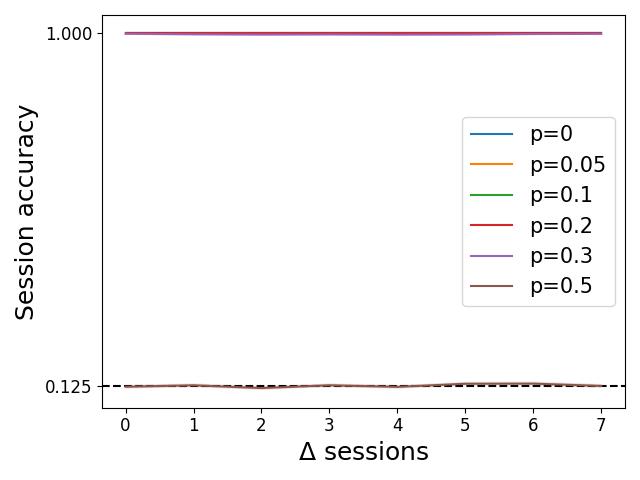 Session accuracy
1.000
0.125
p=0
p=0.05
p=0.1
p=0.2
p=0.3
p=0.5
0 1 2 3 4 5 6 7
Δ sessions